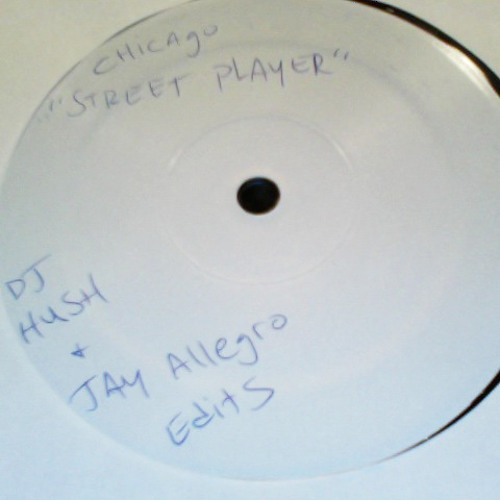 CHICAGO
"STREET PLAYER"
DJ
HUSH
+
JAY Allegro
Edits